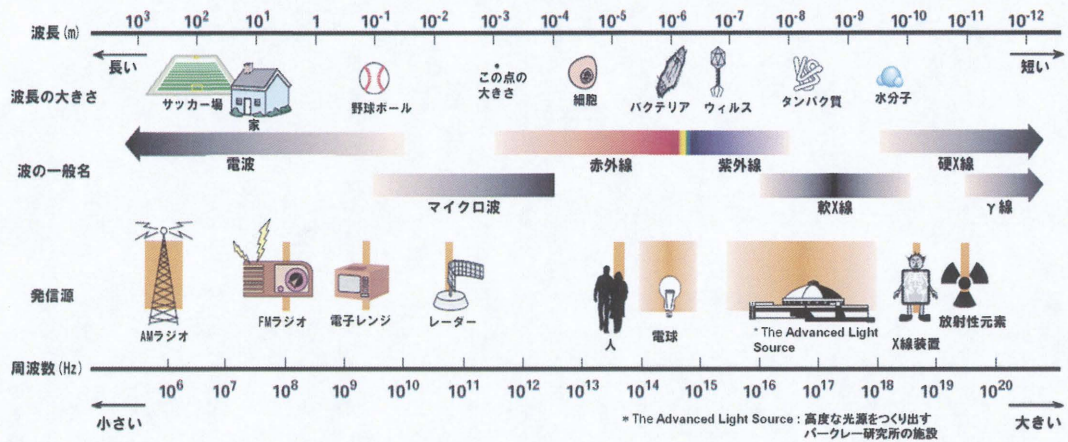 波長(m) 10³ 10² 10¹ 1 10⁻¹ 10⁻² 10⁻³ 10⁻⁴ 10⁻⁵ 10⁻⁶ 10⁻⁷ 10⁻⁸ 10⁻⁹ 10⁻¹⁰ 10⁻¹¹ 10⁻¹²
長い 短い
波長の大きさ
サッカー場
家
野球ボール
この点の
大きさ
細胞
バクテリア
ウィルス
タンパク質
水分子
波の一般名
電波 赤外線 紫外線 硬X線
マイクロ波 軟X線 γ線
発信源
AMラジオ
FMラジオ
電子レンジ
レーダー
人
電球
*The Advanced Light
Source
X線装置
放射性元素
周波数(Hz)
10⁶ 10⁷ 10⁸ 10⁹ 10¹⁰ 10¹¹ 10¹² 10¹³ 10¹⁴ 10¹⁵ 10¹⁶ 10¹⁷ 10¹⁸ 10¹⁹ 10²⁰
小さい 大きい
* The Advanced Light Source : 高度な光源をつくり出す
バークレー研究所の施設